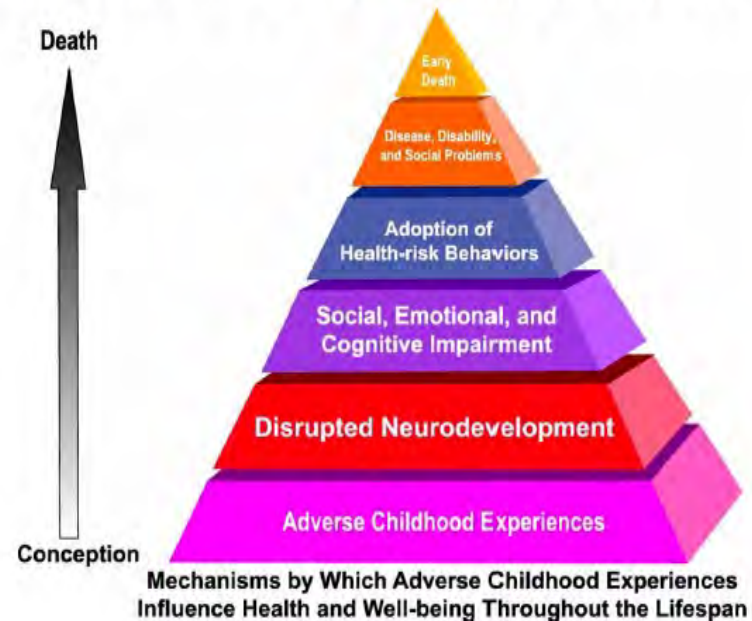 Death
Early
Death
Disease, Disability,
and Social Problems
Adoption of
Health-risk Behaviors
Social, Emotional, and
Cognitive Impairment
Disrupted Neurodevelopment
Adverse Childhood Experiences
Conception
Mechanisms by Which Adverse Childhood Experiences
Influence Health and Well-being Throughout the Lifespan